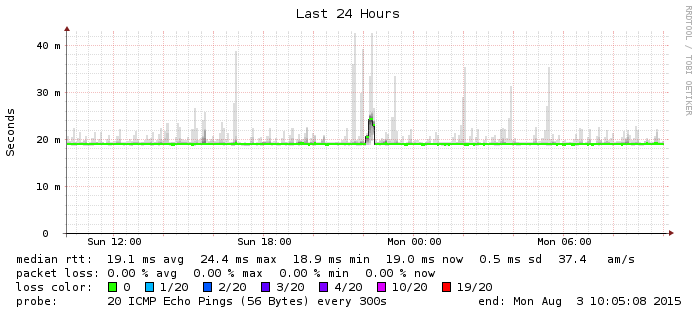 Last 24 Hours
RRDTOOL / TOBI OETIKER
Seconds
40 m
30 m
20 m
10 m
0
Sun 12:00 Sun 18:00 Mon 00:00 Mon 06:00
median rtt: 19.1 ms avg 24.4 ms max 18.9 ms min 19.0 ms now 0.5 ms sd 37.4 am/s
packet loss: 0.00 % avg 0.00 % max 0.00 % min 0.00 % now
loss color: 0 1/20 2/20 3/20 4/20 10/20 19/20
probe: 20 ICMP Echo Pings (56 Bytes) every 300s end: Mon Aug 3 10:05:08 2015